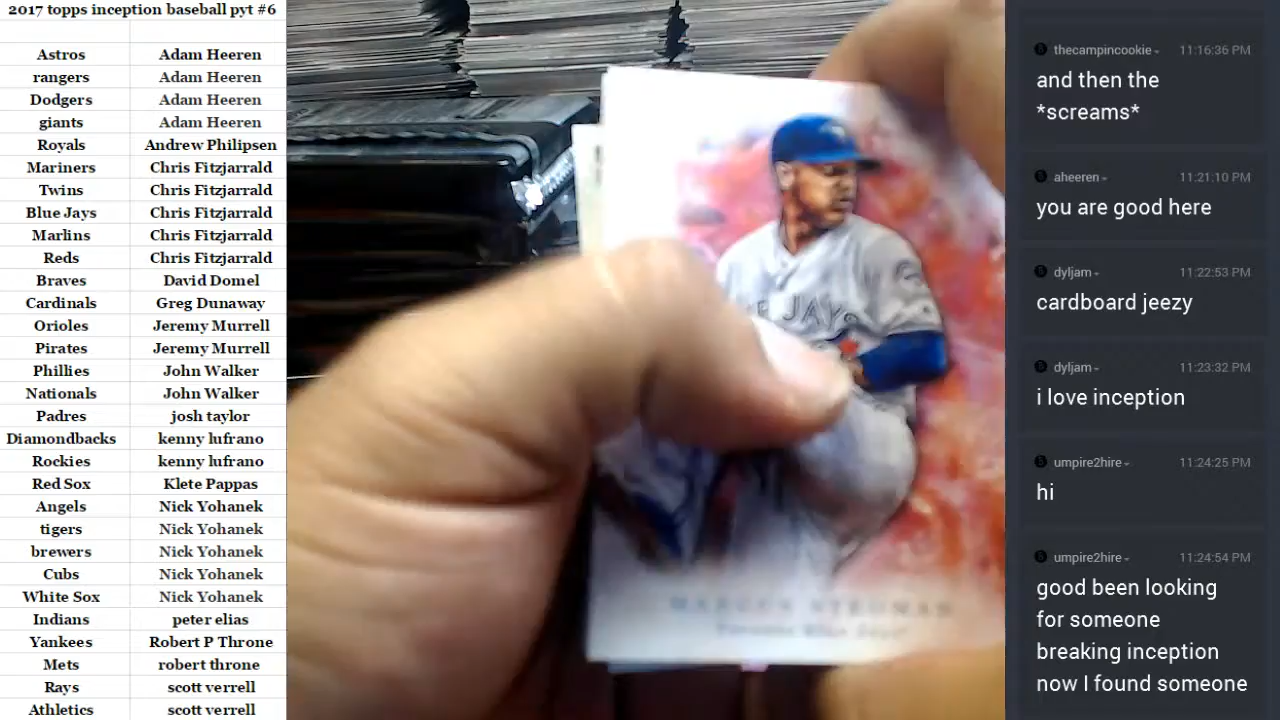 2017 topps inception baseball pyt #6
Astros Adam Heeren
rangers Adam Heeren
Dodgers Adam Heeren
giants Adam Heeren
Royals Andrew Philipsen
Mariners Chris Fitzjarrald
Twins Chris Fitzjarrald
Blue Jays Chris Fitzjarrald
Marlins Chris Fitzjarrald
Reds Chris Fitzjarrald
Braves David Domel
Cardinals Greg Dunaway
Orioles Jeremy Murrell
Pirates Jeremy Murrell
Phillies John Walker
Nationals John Walker
Padres josh taylor
Diamondbacks kenny lufrano
Rockies kenny lufrano
Red Sox Klete Pappas
Angels Nick Yohanek
tigers Nick Yohanek
brewers Nick Yohanek
Cubs Nick Yohanek
White Sox Nick Yohanek
Indians peter elias
Yankees Robert P Throne
Mets robert throne
Rays scott verrell
Athletics scott verrell
MARCUS STROMAN
Toronto Blue Jays
thecampincookie 11:16:36 PM
and then the
*screams*
aheeren 11:21:10 PM
you are good here
dyljam 11:22:53 PM
cardboard jeezy
dyljam 11:23:32 PM
i love inception
umpire2hire 11:24:25 PM
hi
umpire2hire 11:24:54 PM
good been looking
for someone
breaking inception
now I found someone